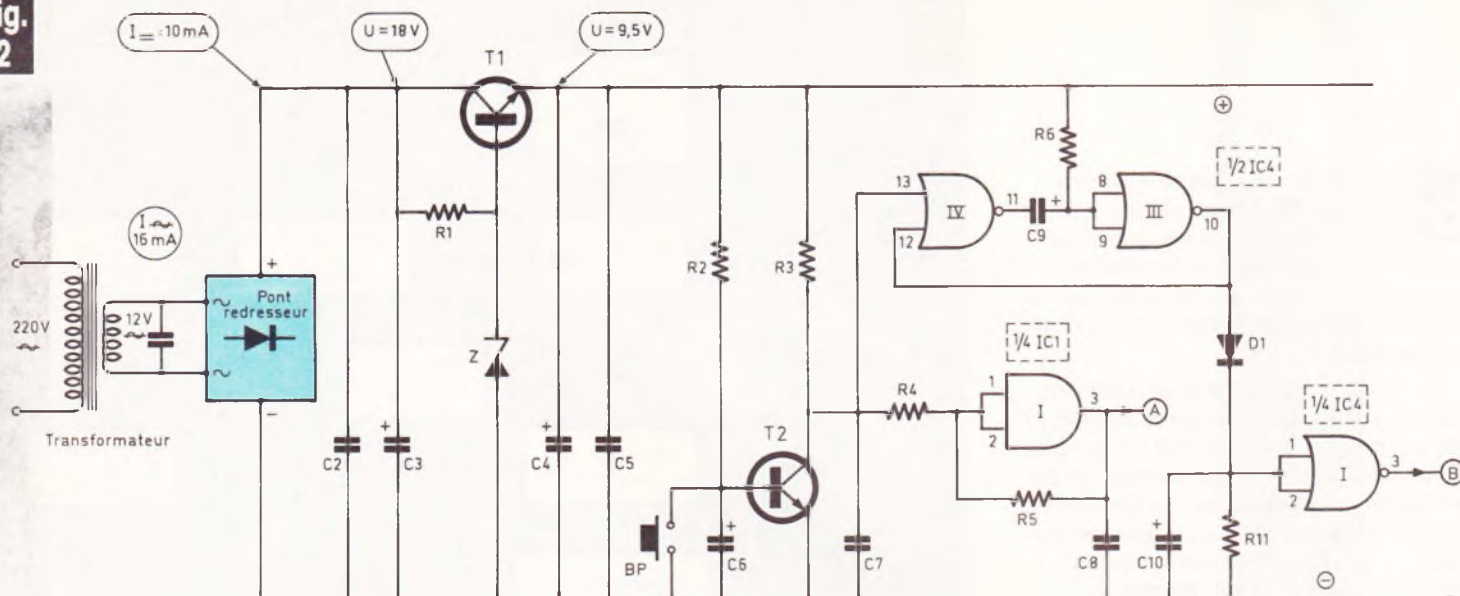 ig.
2
I = :10mA
U=18V
U=9,5V
T1
+
R6
1/2 IC4
13
12
IV
11
C9
+
8
9
III
10
I ~
16mA
R1
R2
R3
220V
~
12V
~
+
~
Pont
redresseur
~
-
Z
Transformateur
D1
1/4 IC1
R4
1
2
I
3
A
1/4 IC4
T2
R5
1
2
I
3
B
C2
+
C3
+
C4
C5
BP
+
C6
C7
C8
+
C10
R11
-